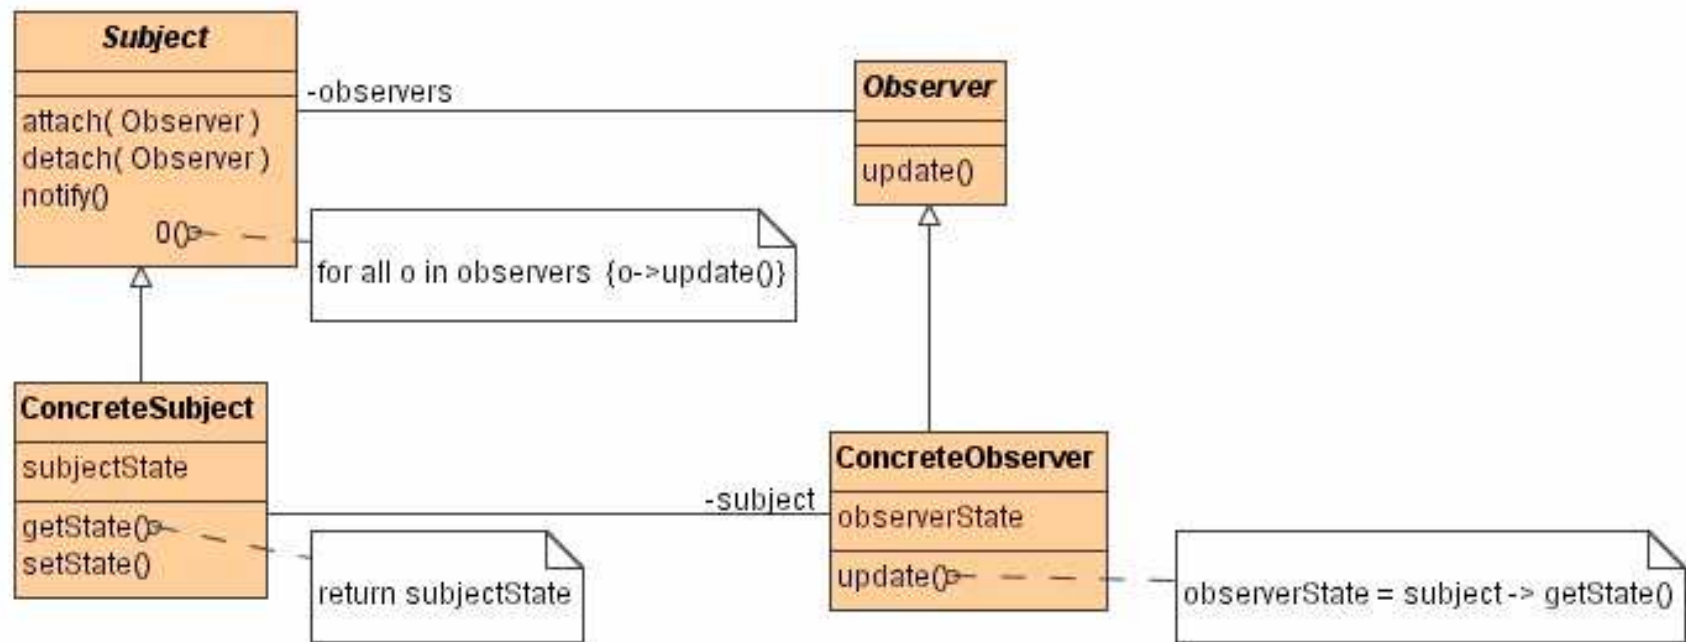 Subject
attach( Observer )
detach( Observer )
notify()
0()
-observers
Observer
update()
for all o in observers {o->update()}
ConcreteSubject
subjectState
getState()
setState()
return subjectState
-subject
ConcreteObserver
observerState
update()
observerState = subject -> getState()